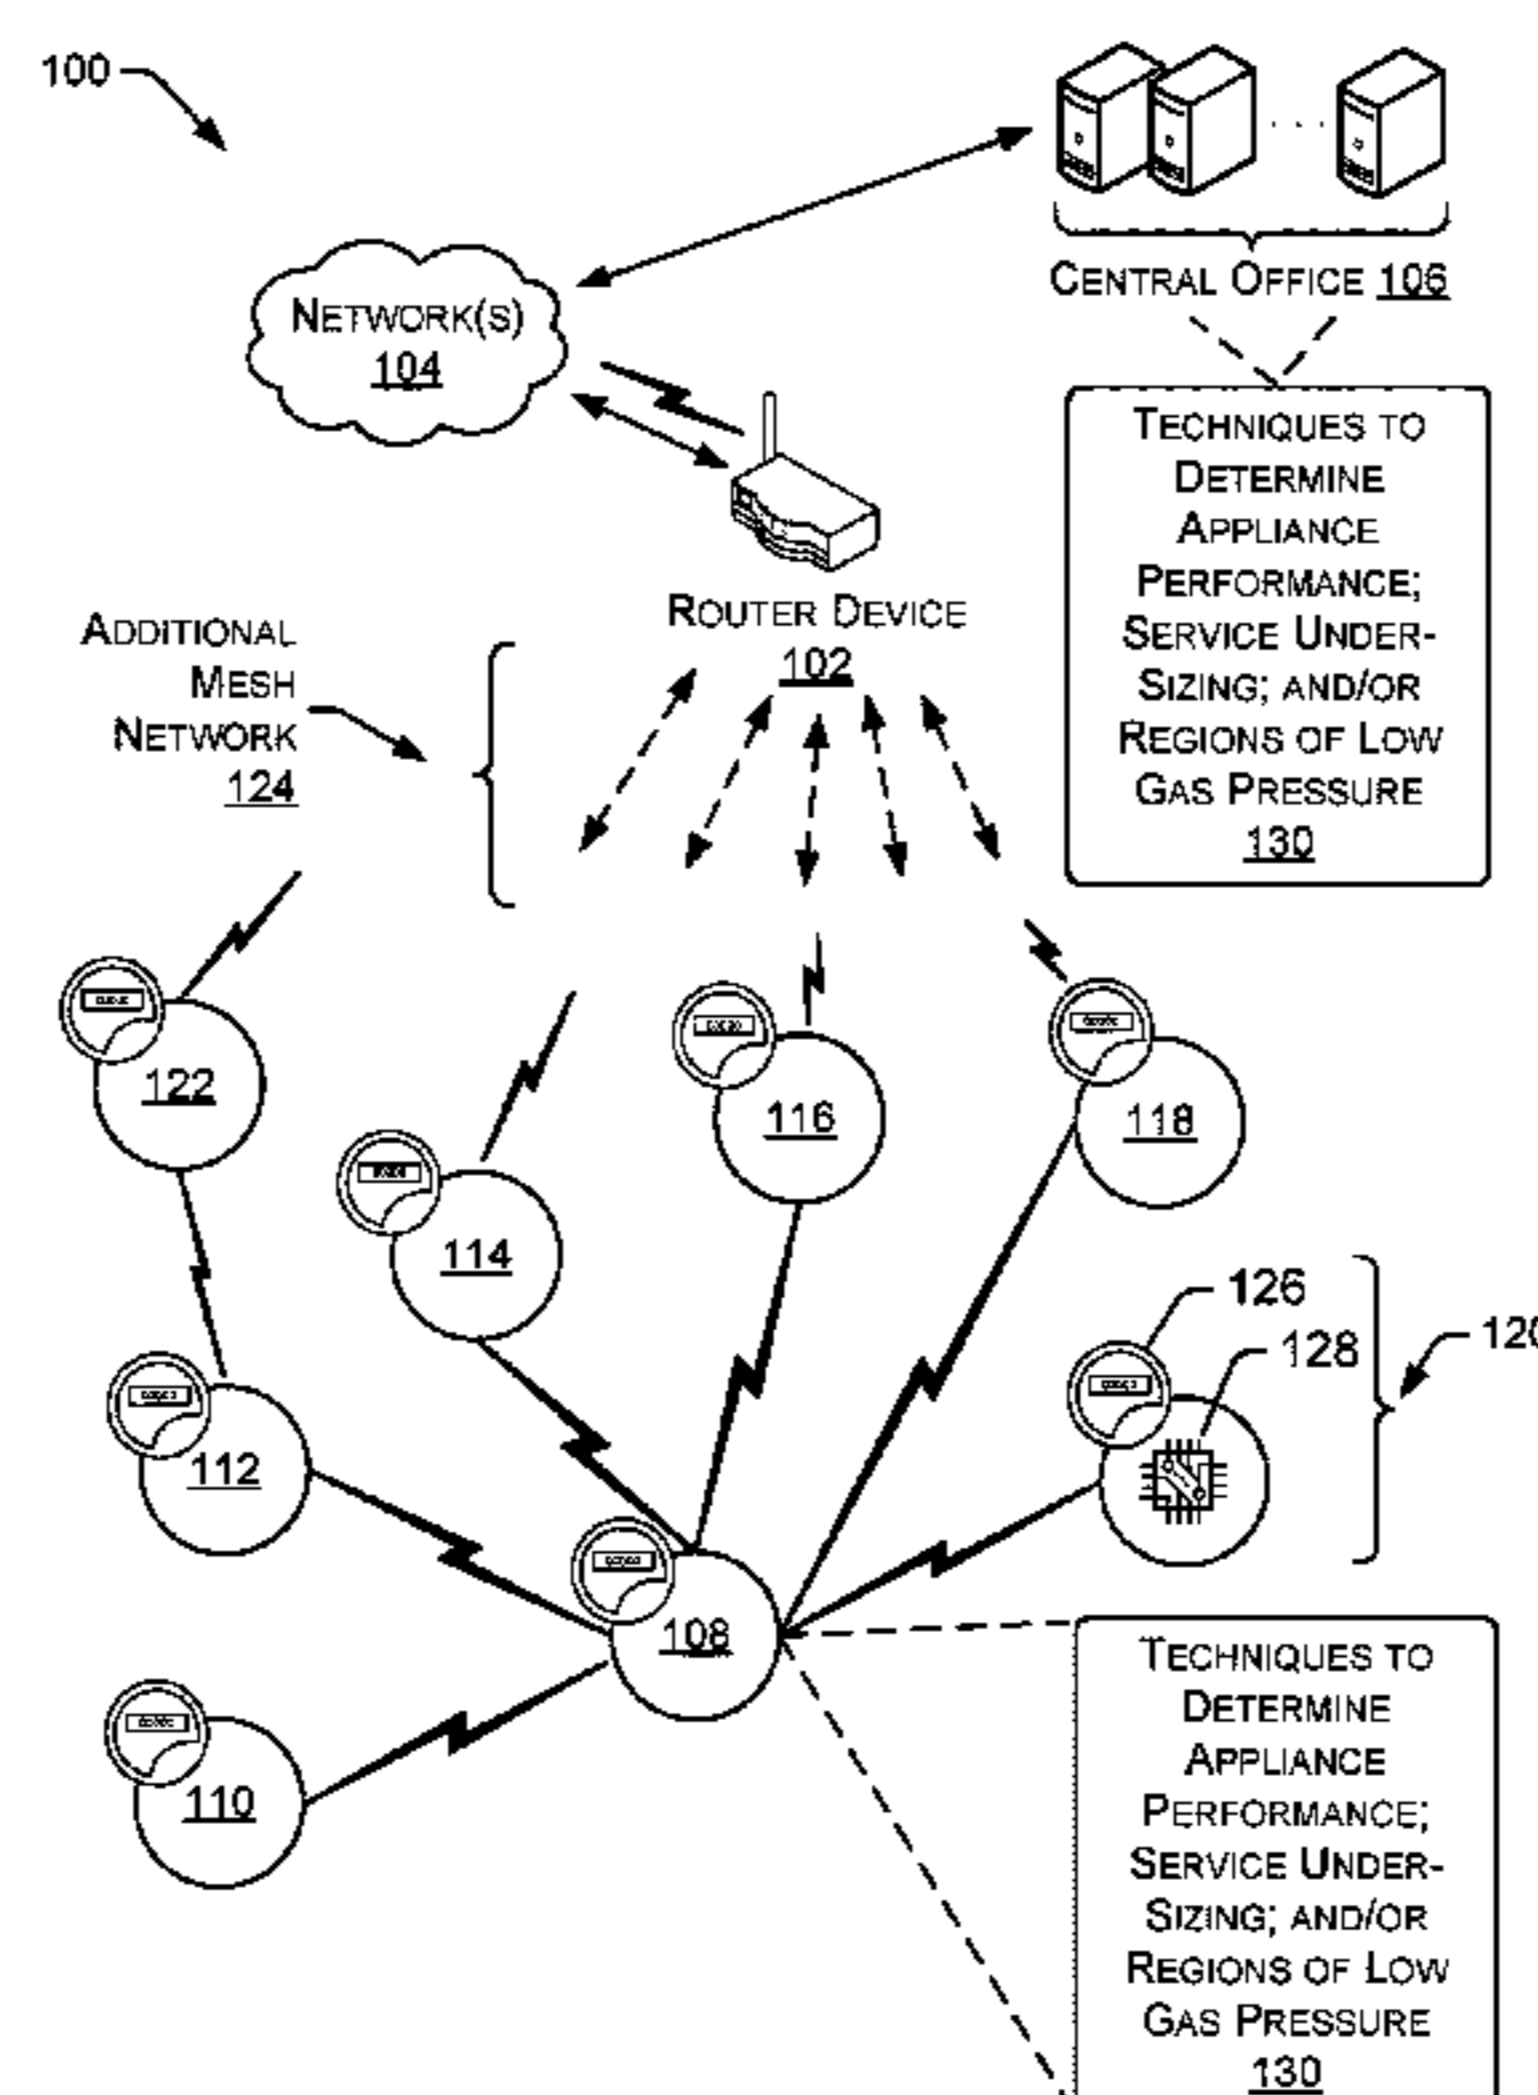 100
CENTRAL OFFICE 106
NETWORK(S)
104
TECHNIQUES TO
DETERMINE
APPLIANCE
PERFORMANCE;
SERVICE UNDER-
SIZING; AND/OR
REGIONS OF LOW
GAS PRESSURE
130
ROUTER DEVICE
102
ADDITIONAL
MESH
NETWORK
124
122
116
118
114
126
128
120
112
108
110
TECHNIQUES TO
DETERMINE
APPLIANCE
PERFORMANCE;
SERVICE UNDER-
SIZING; AND/OR
REGIONS OF LOW
GAS PRESSURE
130